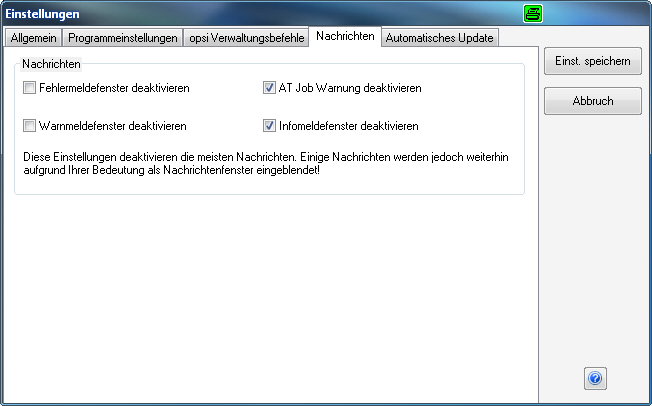 Einstellungen
Allgemein Programmeinstellungen opsi Verwaltungsbefehle Nachrichten Automatisches Update
Nachrichten
Fehlermeldefenster deaktivieren AT Job Warnung deaktivieren
Warnmeldefenster deaktivieren Infomeldefenster deaktivieren
Diese Einstellungen deaktivieren die meisten Nachrichten. Einige Nachrichten werden jedoch weiterhin
aufgrund Ihrer Bedeutung als Nachrichtenfenster eingeblendet!
Einst. speichern
Abbruch
?